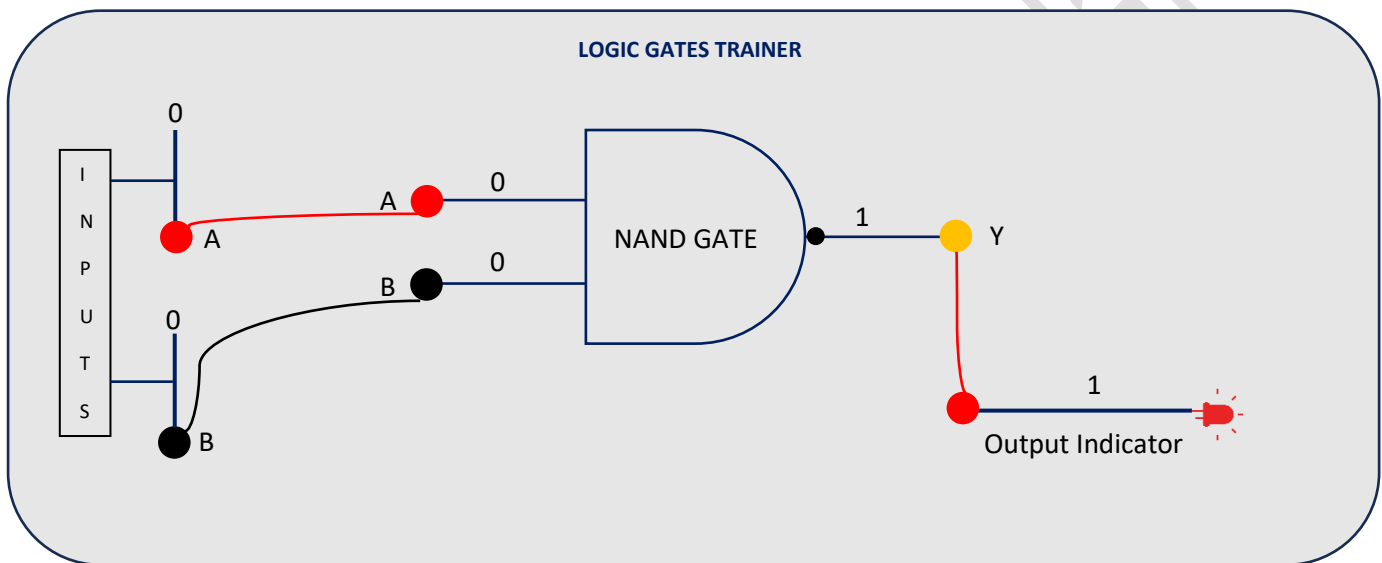 LOGIC GATES TRAINER
0
I
N
P
U
T
S
A
0
B
A
0
B
0
NAND GATE
1
Y
1
Output Indicator